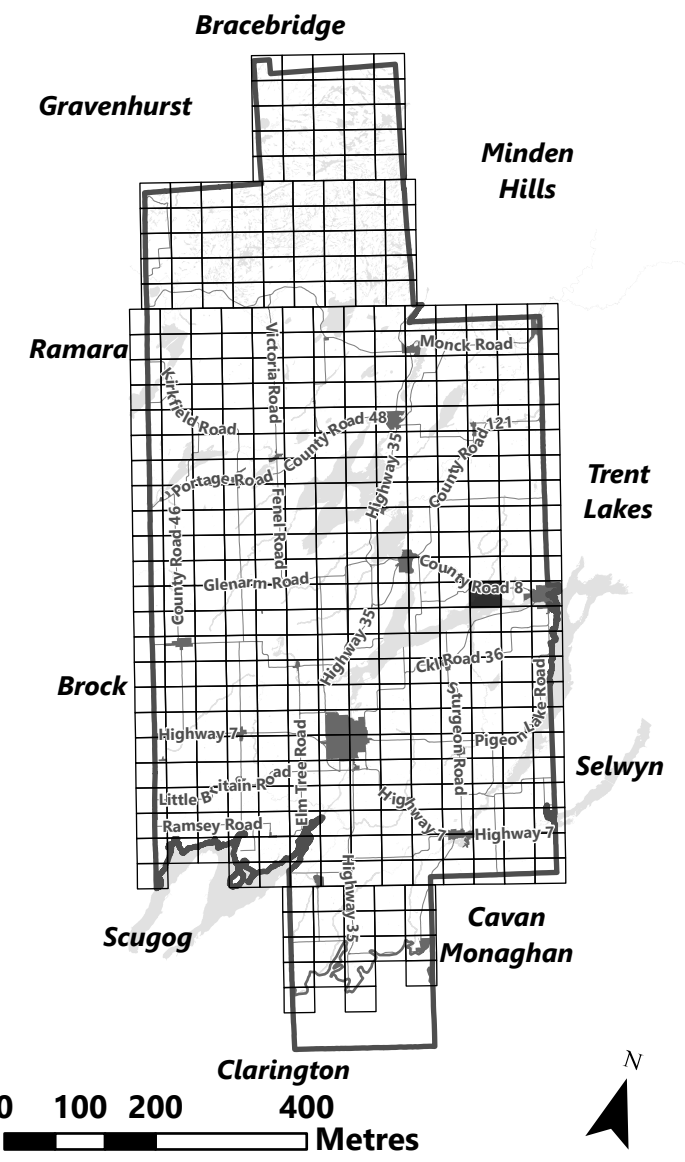 Bracebridge
Gravenhurst
Minden
Hills
Ramara
Victoria Road
Monck Road
Kirkfield Road
County Road 48
Highway 35
County Road 121
Portage Road
Fenel Road
Trent
Lakes
County Road 46
Glenarm Road
County Road 8
Highway 35
Ckl Road 36
Brock
Sturgeon Road
Pigeon Lake Road
Highway 7
Elm Tree Road
Selwyn
Little Britain Road
Highway 7
Ramsey Road
Highway 7
Highway 35
Scugog
Cavan
Monaghan
Clarington
N
0 100 200 400
Metres